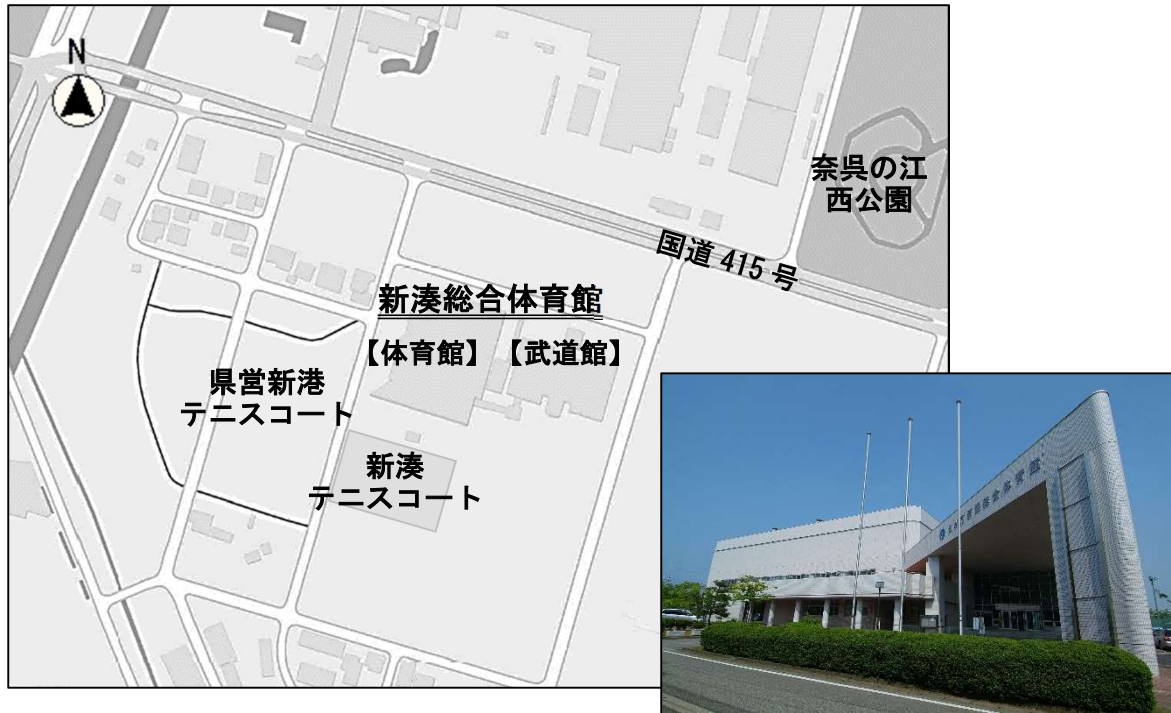 N
奈呉の江
西公園
国道 415 号
新湊総合体育館
【体育館】【武道館】
県営新港
テニスコート
新湊
テニスコート